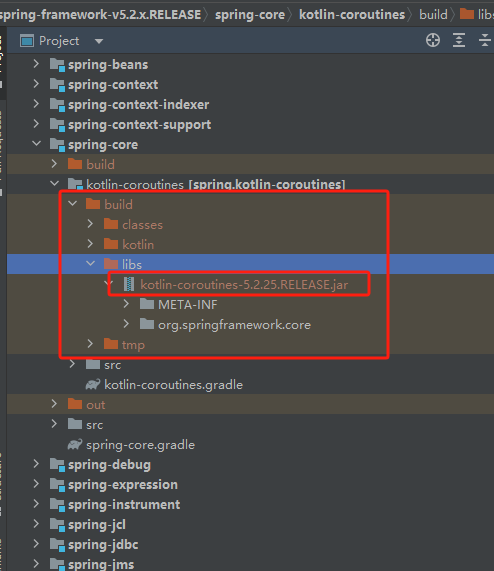 spring-framework-v5.2.x.RELEASE › spring-core › kotlin-coroutines › build › libs
Project
spring-beans
spring-context
spring-context-indexer
spring-context-support
spring-core
build
kotlin-coroutines [spring.kotlin-coroutines]
build
classes
kotlin
libs
kotlin-coroutines-5.2.25.RELEASE.jar
META-INF
org.springframework.core
tmp
src
kotlin-coroutines.gradle
out
src
spring-core.gradle
spring-debug
spring-expression
spring-instrument
spring-jcl
spring-jdbc
spring-jms